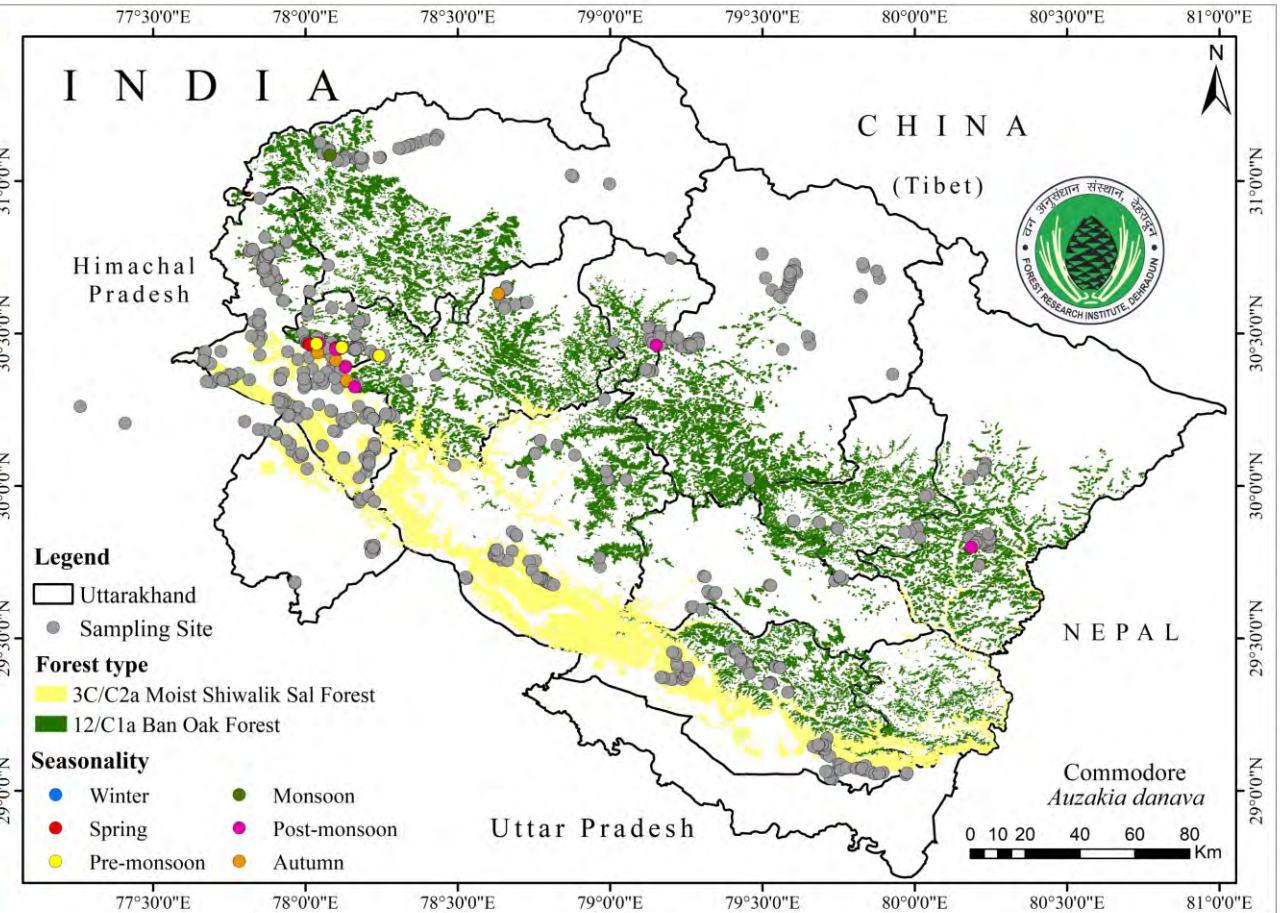 77°30'0"E 78°0'0"E 78°30'0"E 79°0'0"E 79°30'0"E 80°0'0"E 80°30'0"E 81°0'0"E
INDIA
N
CHINA
(Tibet)
31°0'0"N
31°0'0"N
वन अनुसंधान संस्थान, देहरादून
FOREST RESEARCH INSTITUTE, DEHRADUN
Himachal
Pradesh
30°30'0"N
30°30'0"N
30°0'0"N
30°0'0"N
Legend
Uttarakhand
Sampling Site
NEPAL
29°30'0"N
29°30'0"N
Forest type
3C/C2a Moist Shiwalik Sal Forest
12/C1a Ban Oak Forest
Seasonality
Winter Monsoon
Spring Post-monsoon
Pre-monsoon Autumn
29°0'0"N
29°0'0"N
Uttar Pradesh
Commodore
Auzakia danava
0 10 20 40 60 80
Km
77°30'0"E 78°0'0"E 78°30'0"E 79°0'0"E 79°30'0"E 80°0'0"E 80°30'0"E 81°0'0"E